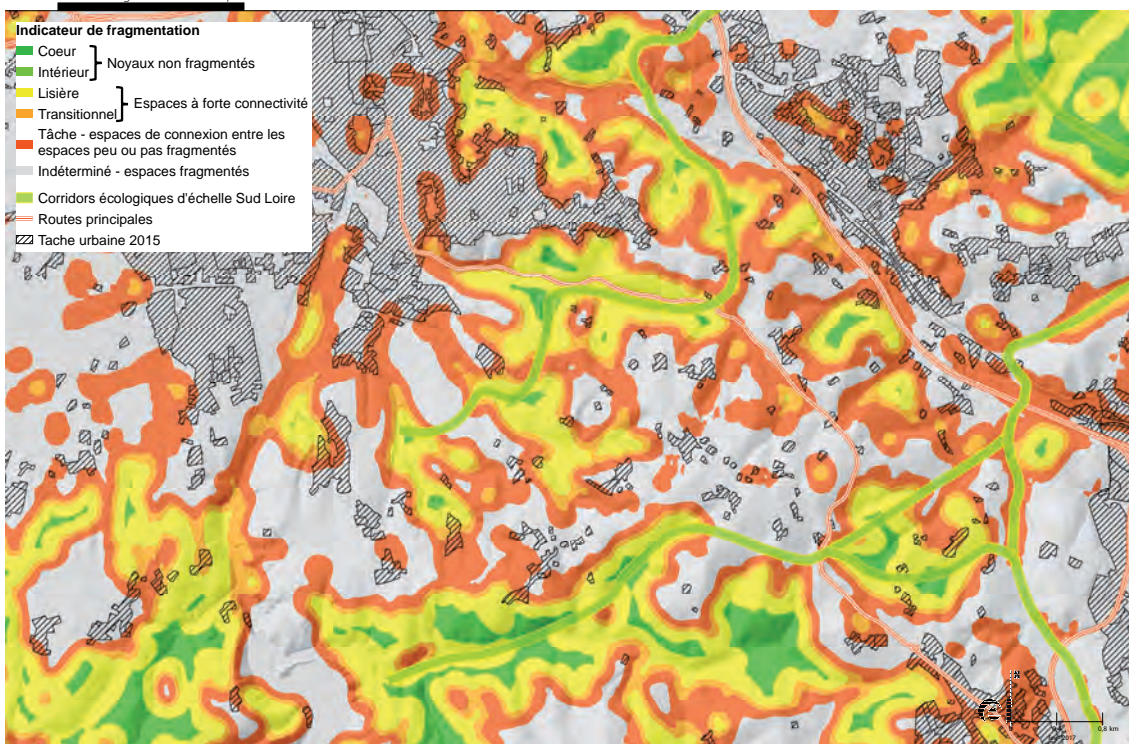 Indicateur de fragmentation
Coeur
Intérieur
Noyaux non fragmentés
Lisière
Transitionnel
Espaces à forte connectivité
Tâche - espaces de connexion entre les
espaces peu ou pas fragmentés
Indéterminé - espaces fragmentés
Corridors écologiques d'échelle Sud Loire
Routes principales
Tache urbaine 2015
0,8 km
2017